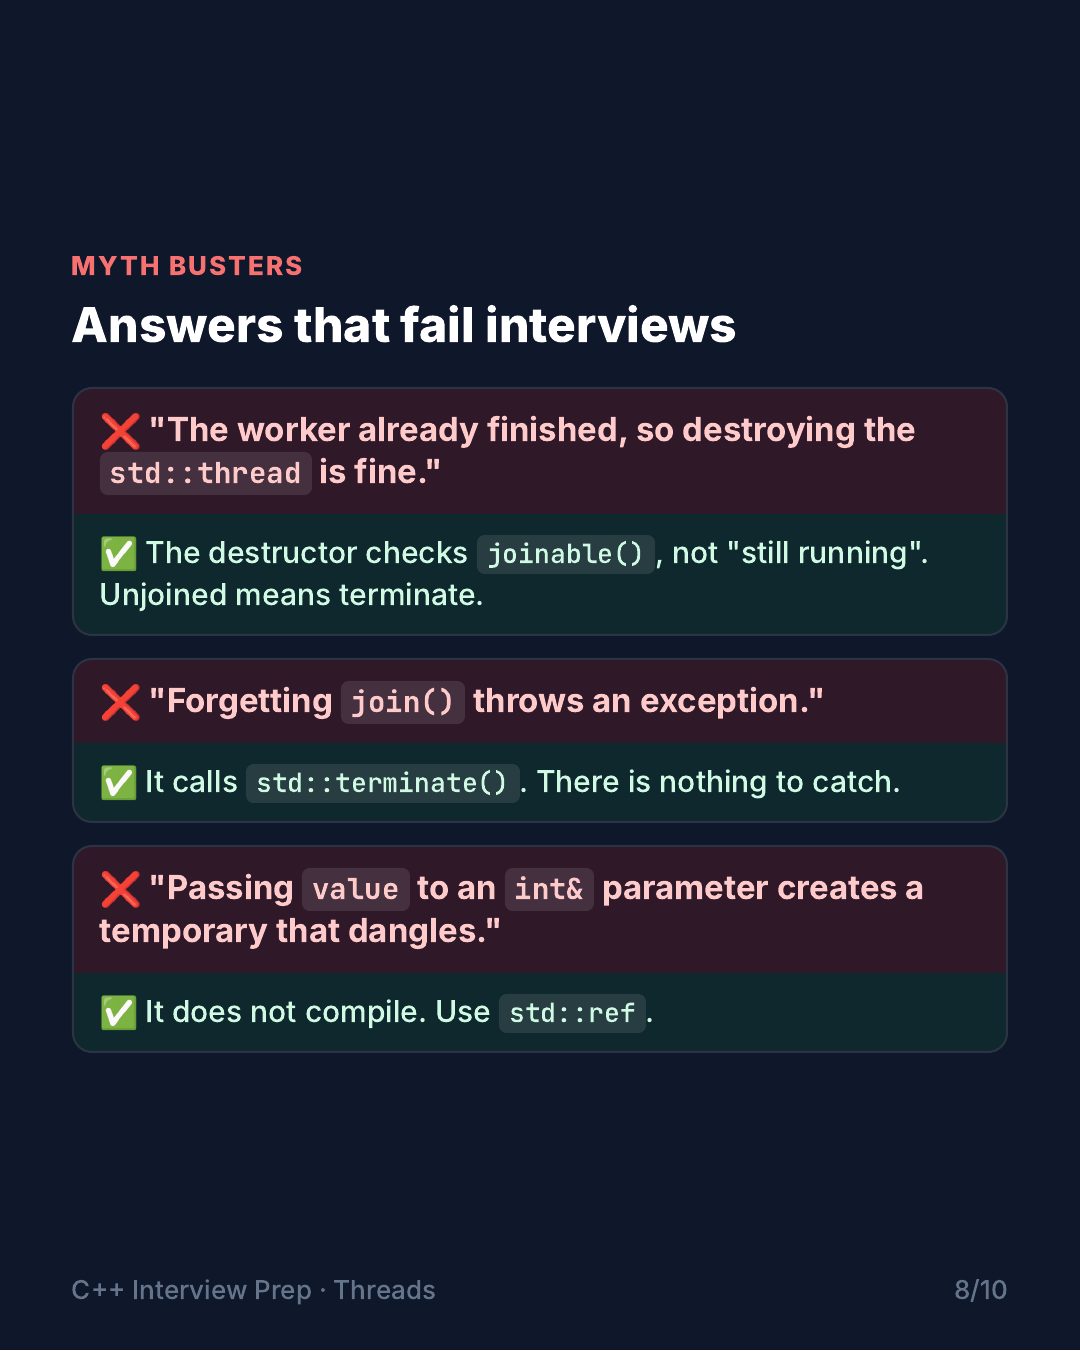 MYTH BUSTERS
Answers that fail interviews
❌ "The worker already finished, so destroying the
std::thread is fine."
✅ The destructor checks joinable(), not "still running".
Unjoined means terminate.
❌ "Forgetting join() throws an exception."
✅ It calls std::terminate(). There is nothing to catch.
❌ "Passing value to an int& parameter creates a
temporary that dangles."
✅ It does not compile. Use std::ref.
C++ Interview Prep · Threads
8/10